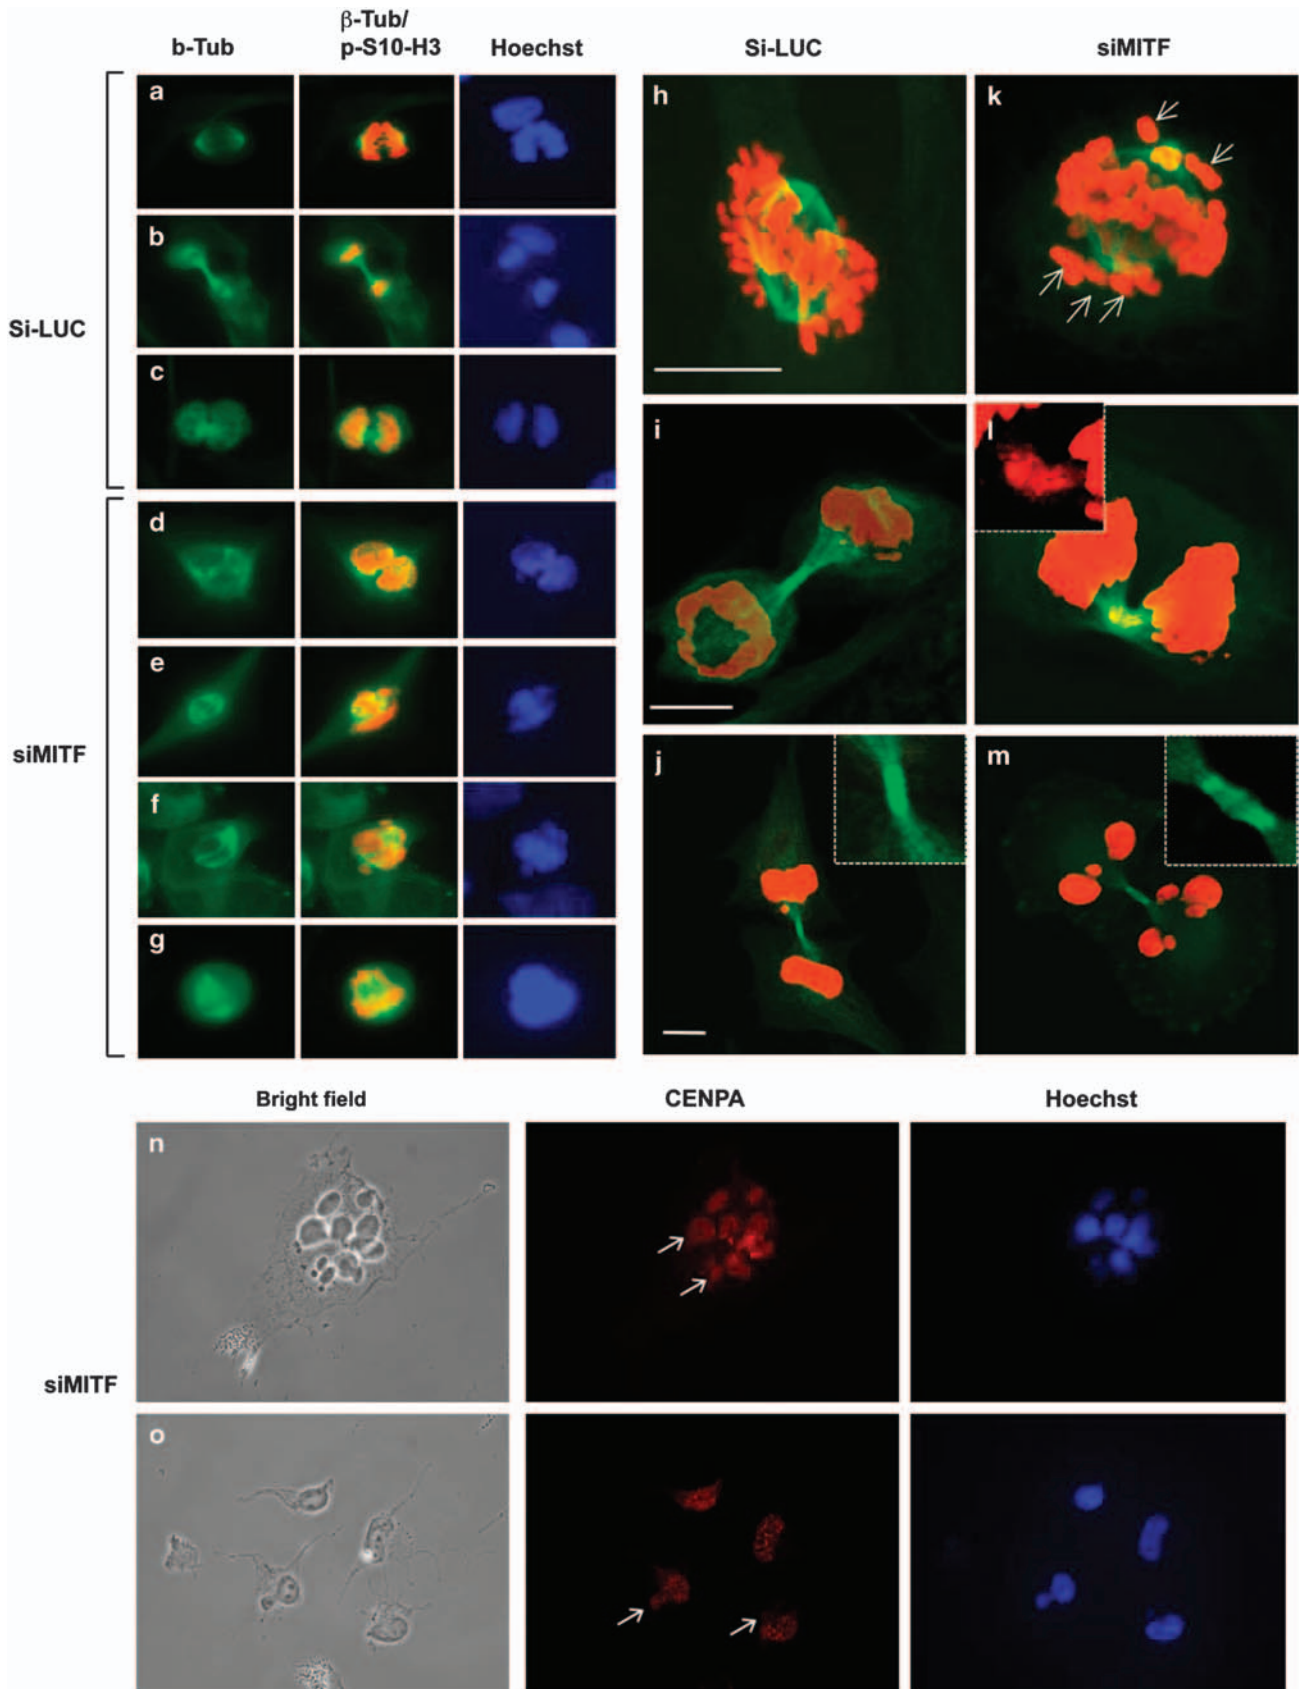 b-Tub
β-Tub/
p-S10-H3
Hoechst
Si-LUC
siMITF
a
b
c
Si-LUC
d
e
f
g
siMITF
h
k
i
l
j
m
Bright field
CENPA
Hoechst
n
siMITF
o